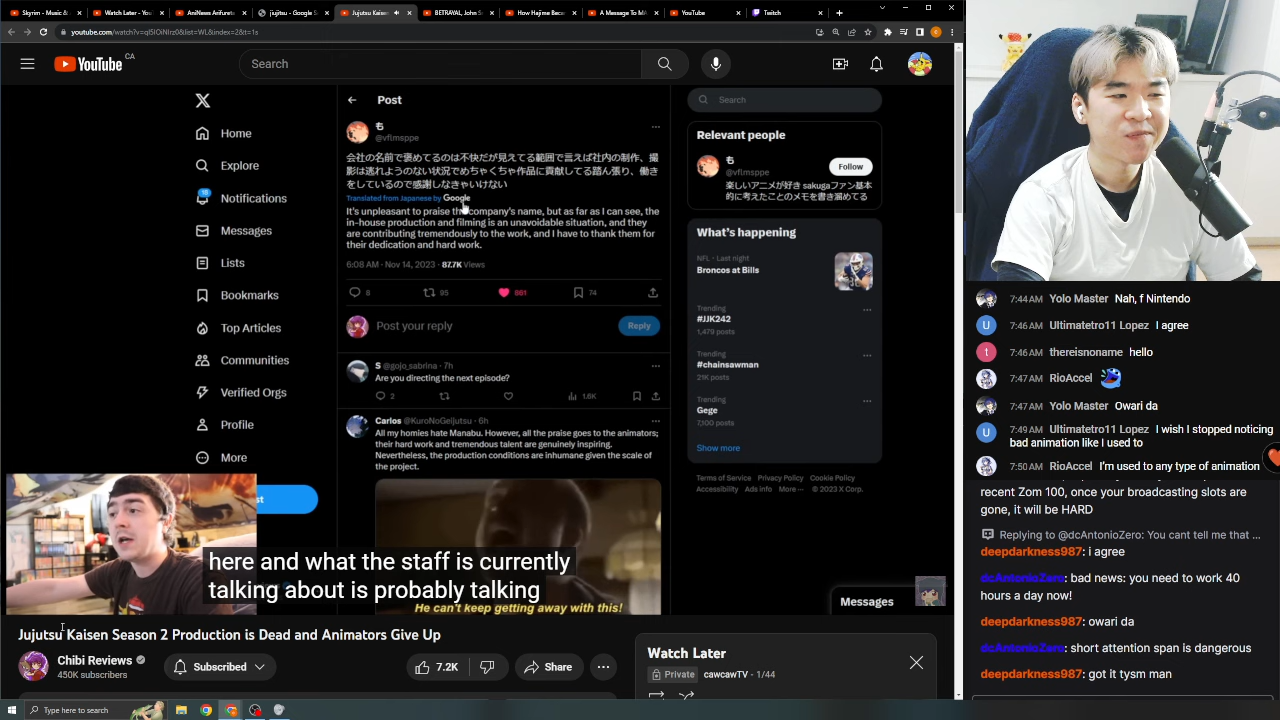 Skyrim - Music &
Watch Later - You
AniNews Arifuret
jiujitsu - Google S
Jujutsu Kaise
BETRAYAL, John S
How Hajime Beca
A Message To M
YouTube
Twitch
YouTube CA
Search
Post
も
@vflmsppe
会社の名前で褒めてるのは不快だが見えてる範囲で言えば社内の制作、撮
影は逃れようのない状況でめちゃくちゃ作品に貢献してる踏ん張り、働き
をしているので感謝しなきゃいけない
Translated from Japanese by Google
It's unpleasant to praise the company's name, but as far as I can see, the
in-house production and filming is an unavoidable situation, and they
are contributing tremendously to the work, and I have to thank them for
their dedication and hard work.
6:08 AM · Nov 14, 2023 · 87.7K Views
8
95
661
74
Post your reply
Reply
S @gojo_sabrina · 7h
Are you directing the next episode?
2
1.6K
Carlos @KuroNoGeljutsu · 6h
All my homies hate Manabu. However, all the praise goes to the animators;
their hard work and tremendous talent are genuinely inspiring.
Nevertheless, the production conditions are inhumane given the scale of
the project.
He can't keep getting away with this!
Home
Explore
Notifications
Messages
Lists
Bookmarks
Top Articles
Communities
Verified Orgs
Profile
More
Search
Relevant people
も
@vflmsppe
Follow
楽しいアニメが好き sakugaファン基本
的に考えたことのメモを書き溜めてる
What's happening
NFL · Last night
Broncos at Bills
Trending
#JJK242
1,479 posts
Trending
#chainsawman
21K posts
Trending
Gege
7,100 posts
Show more
Terms of Service Privacy Policy Cookie Policy
Accessibility Ads info More··· © 2023 X Corp.
Messages
here and what the staff is currently
talking about is probably talking
Jujutsu Kaisen Season 2 Production is Dead and Animators Give Up
Chibi Reviews
450K subscribers
Subscribed
7.2K
Share
Watch Later
Private cawcawTV - 1/44
Type here to search
7:44 AM Yolo Master Nah, f Nintendo
7:46 AM Ultimatetro11 Lopez I agree
7:46 AM thereisnoname hello
7:47 AM RioAccel
7:47 AM Yolo Master Owari da
7:49 AM Ultimatetro11 Lopez I wish I stopped noticing
bad animation like I used to
7:50 AM RioAccel I'm used to any type of animation
recent Zom 100, once your broadcasting slots are
gone, it will be HARD
Replying to @dcAntonioZero: You cant tell me that ...
deepdarkness987: i agree
dcAntonioZero: bad news: you need to work 40
hours a day now!
deepdarkness987: owari da
dcAntonioZero: short attention span is dangerous
deepdarkness987: got it tysm man